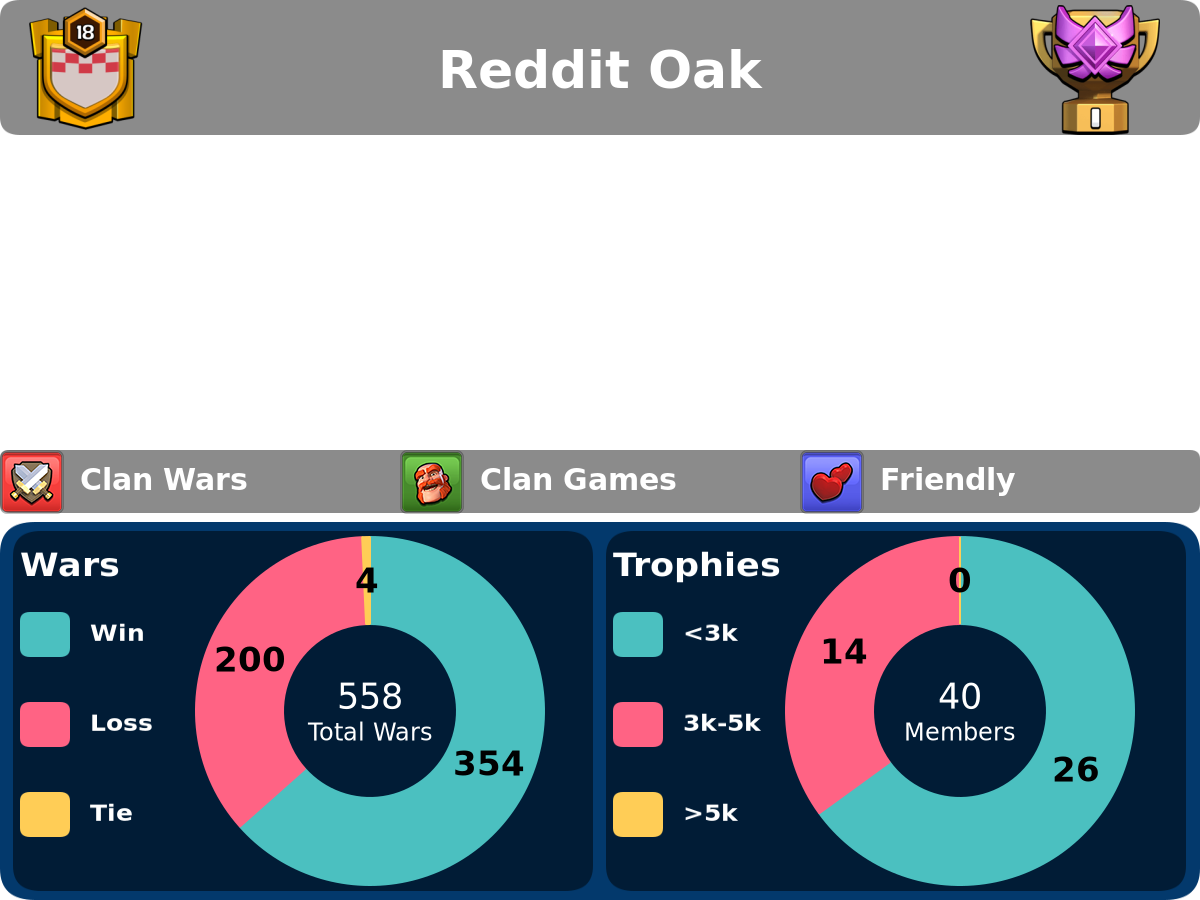 18
Reddit Oak
I
Clan Wars
Clan Games
Friendly
Wars
Win
Loss
Tie
4
200
354
558
Total Wars
Trophies
<3k
3k-5k
>5k
0
14
26
40
Members